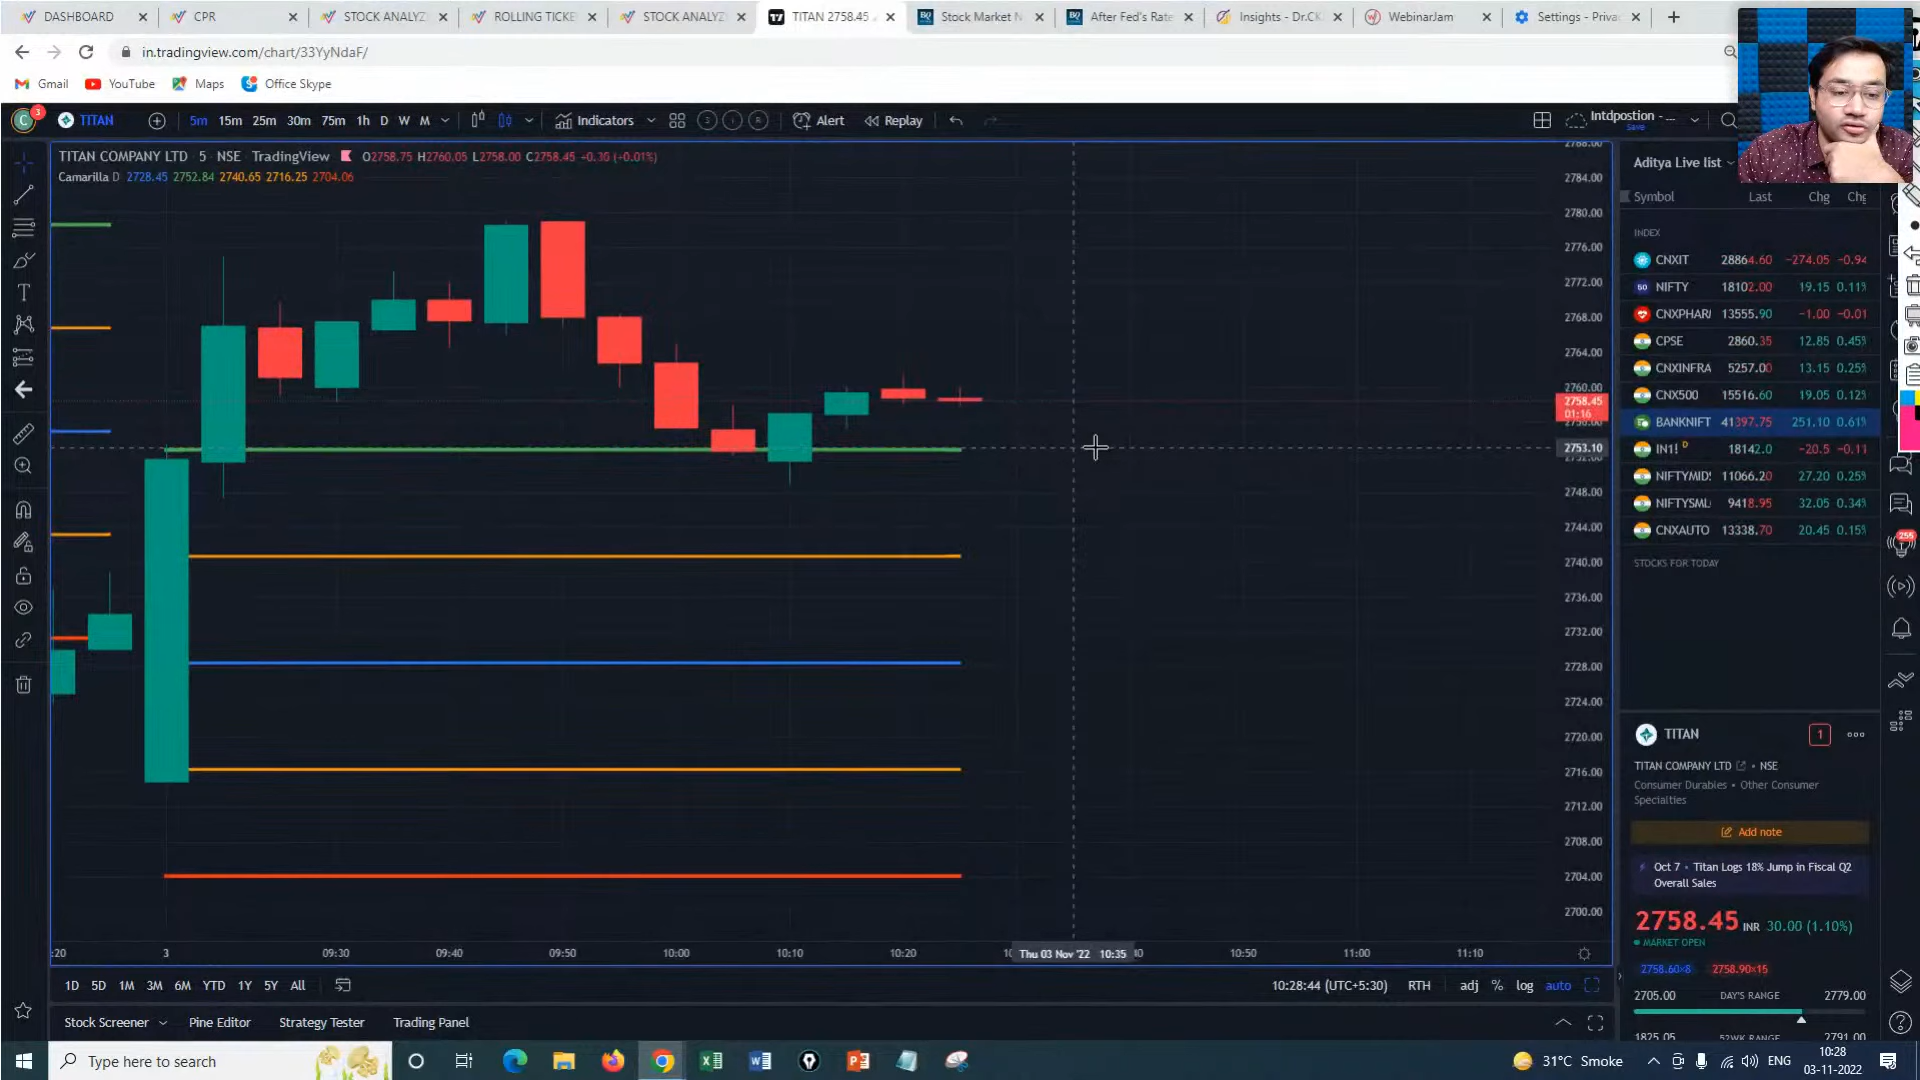 DASHBOARD
CPR
STOCK ANALYZ
ROLLING TICKE
STOCK ANALYZ
TITAN 2758.45
Stock Market N
After Fed's Rate
Insights - Dr.CK
WebinarJam
Settings - Priva
in.tradingview.com/chart/33YyNdaF/
Gmail
YouTube
Maps
Office Skype
C 3
TITAN
5m 15m 25m 30m 75m 1h D W M
Indicators
Alert
Replay
Intdpostion - ...
Save
TITAN COMPANY LTD · 5 · NSE · TradingView
O2758.75 H2760.05 L2758.00 C2758.45 +0.30 (+0.01%)
Camarilla D 2728.45 2752.84 2740.65 2716.25 2704.06
2784.00
2780.00
2776.00
2772.00
2768.00
2764.00
2760.00
2758.45
01:16
2753.10
2748.00
2744.00
2740.00
2736.00
2732.00
2728.00
2724.00
2720.00
2716.00
2712.00
2708.00
2704.00
2700.00
:20
3
09:30
09:40
09:50
10:00
10:10
10:20
Thu 03 Nov '22 10:35
10:50
11:00
11:10
1D 5D 1M 3M 6M YTD 1Y 5Y All
10:28:44 (UTC+5:30)
RTH
adj
%
log
auto
Stock Screener
Pine Editor
Strategy Tester
Trading Panel
Aditya Live list
Symbol Last Chg Chg
INDEX
CNXIT 28864.60 −274.05 −0.94
50 NIFTY 18102.00 19.15 0.11%
CNXPHAR 13555.90 −1.00 −0.01
CPSE 2860.35 12.85 0.45%
CNXINFRA 5257.00 13.15 0.25%
CNX500 15516.60 19.05 0.12%
BANKNIFT 41397.75 251.10 0.61%
IN1! D 18142.0 −20.5 −0.11
NIFTYMID 11066.20 27.20 0.25%
NIFTYSML 9418.95 32.05 0.34%
CNXAUTO 13338.70 20.45 0.15%
STOCKS FOR TODAY
TITAN
1
TITAN COMPANY LTD • NSE
Consumer Durables • Other Consumer
Specialties
Add note
Oct 7 • Titan Logs 18% Jump in Fiscal Q2
Overall Sales
2758.45 INR 30.00 (1.10%)
MARKET OPEN
2758.60×8 2758.90×15
2705.00 DAY'S RANGE 2779.00
1825.05 52WK RANGE 2791.00
256
Type here to search
31°C Smoke
ENG
10:28
03-11-2022